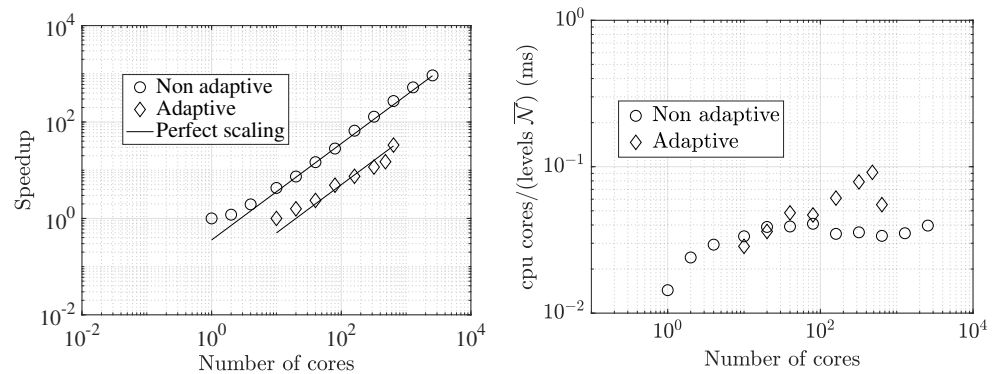 10^4
10^2
10^0
10^-2
Speedup
Non adaptive
Adaptive
Perfect scaling
10^-2
10^0
10^2
10^4
Number of cores
10^0
10^-1
10^-2
cpu cores/(levels 𝒩̅) (ms)
Non adaptive
Adaptive
10^0
10^2
10^4
Number of cores